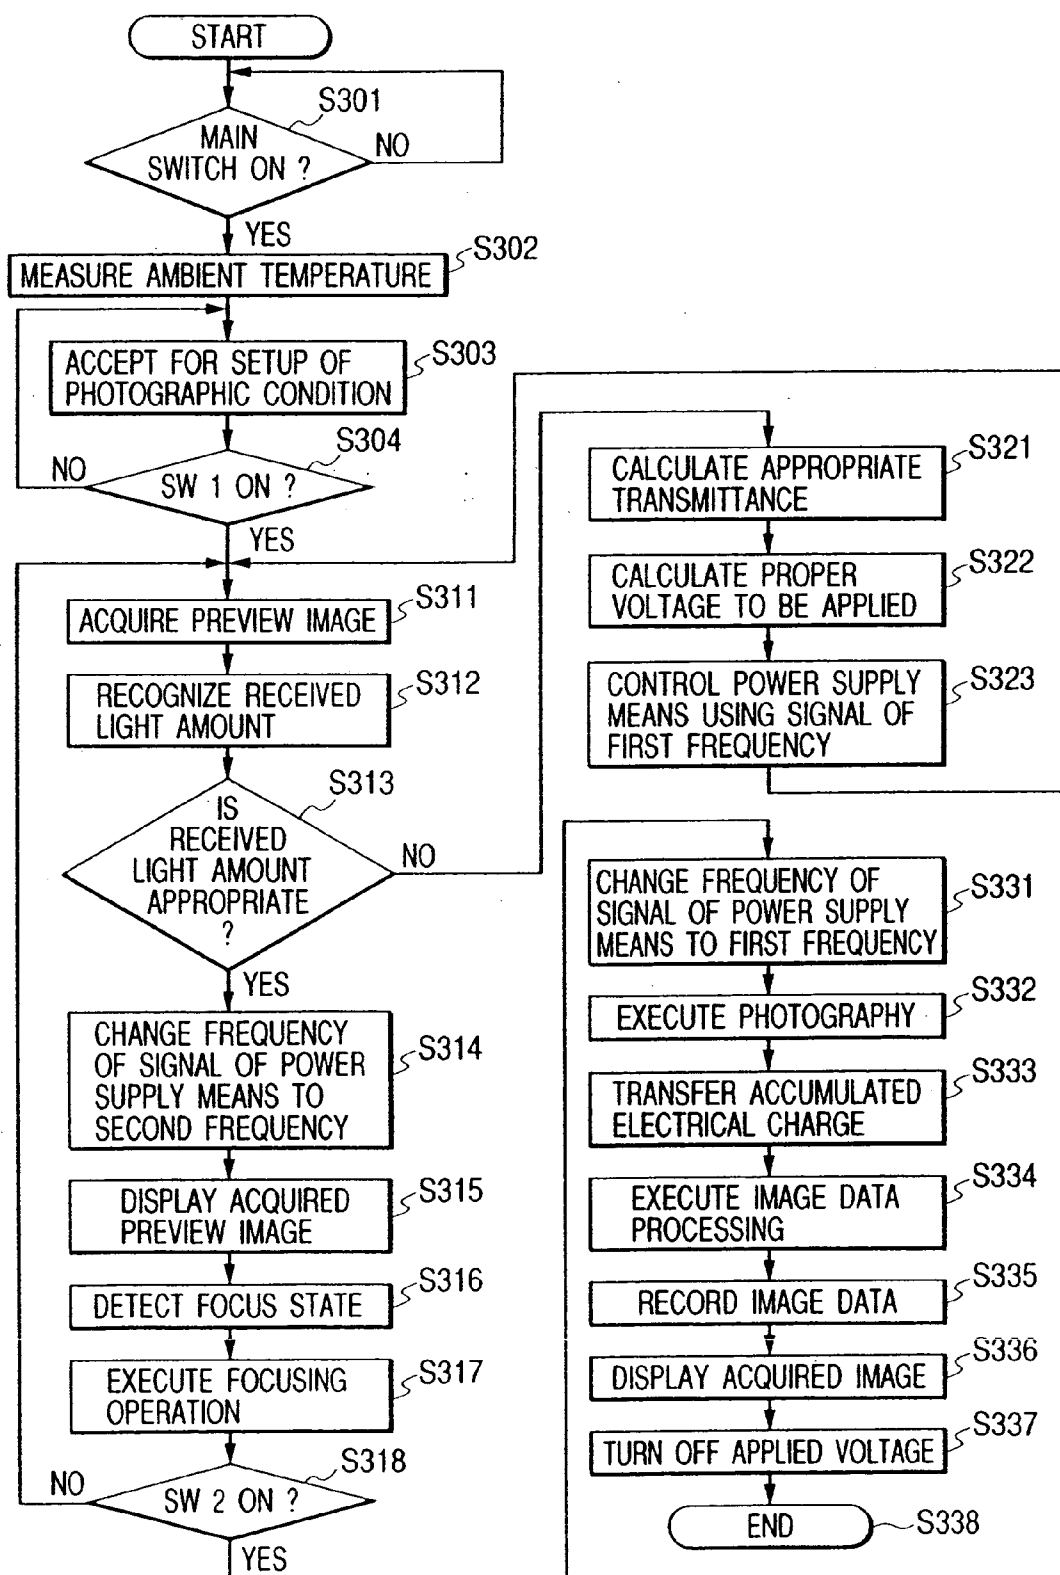 START
S301
MAIN
SWITCH ON ?
NO
YES
S302
MEASURE AMBIENT TEMPERATURE
S303
ACCEPT FOR SETUP OF
PHOTOGRAPHIC CONDITION
S304
NO
SW 1 ON ?
YES
S311
ACQUIRE PREVIEW IMAGE
S312
RECOGNIZE RECEIVED
LIGHT AMOUNT
S313
IS
RECEIVED
LIGHT AMOUNT
APPROPRIATE
?
NO
YES
S314
CHANGE FREQUENCY
OF SIGNAL OF POWER
SUPPLY MEANS TO
SECOND FREQUENCY
S315
DISPLAY ACQUIRED
PREVIEW IMAGE
S316
DETECT FOCUS STATE
S317
EXECUTE FOCUSING
OPERATION
S318
NO
SW 2 ON ?
YES
S321
CALCULATE APPROPRIATE
TRANSMITTANCE
S322
CALCULATE PROPER
VOLTAGE TO BE APPLIED
S323
CONTROL POWER SUPPLY
MEANS USING SIGNAL OF
FIRST FREQUENCY
S331
CHANGE FREQUENCY OF
SIGNAL OF POWER SUPPLY
MEANS TO FIRST FREQUENCY
S332
EXECUTE PHOTOGRAPHY
S333
TRANSFER ACCUMULATED
ELECTRICAL CHARGE
S334
EXECUTE IMAGE DATA
PROCESSING
S335
RECORD IMAGE DATA
S336
DISPLAY ACQUIRED IMAGE
S337
TURN OFF APPLIED VOLTAGE
END
S338